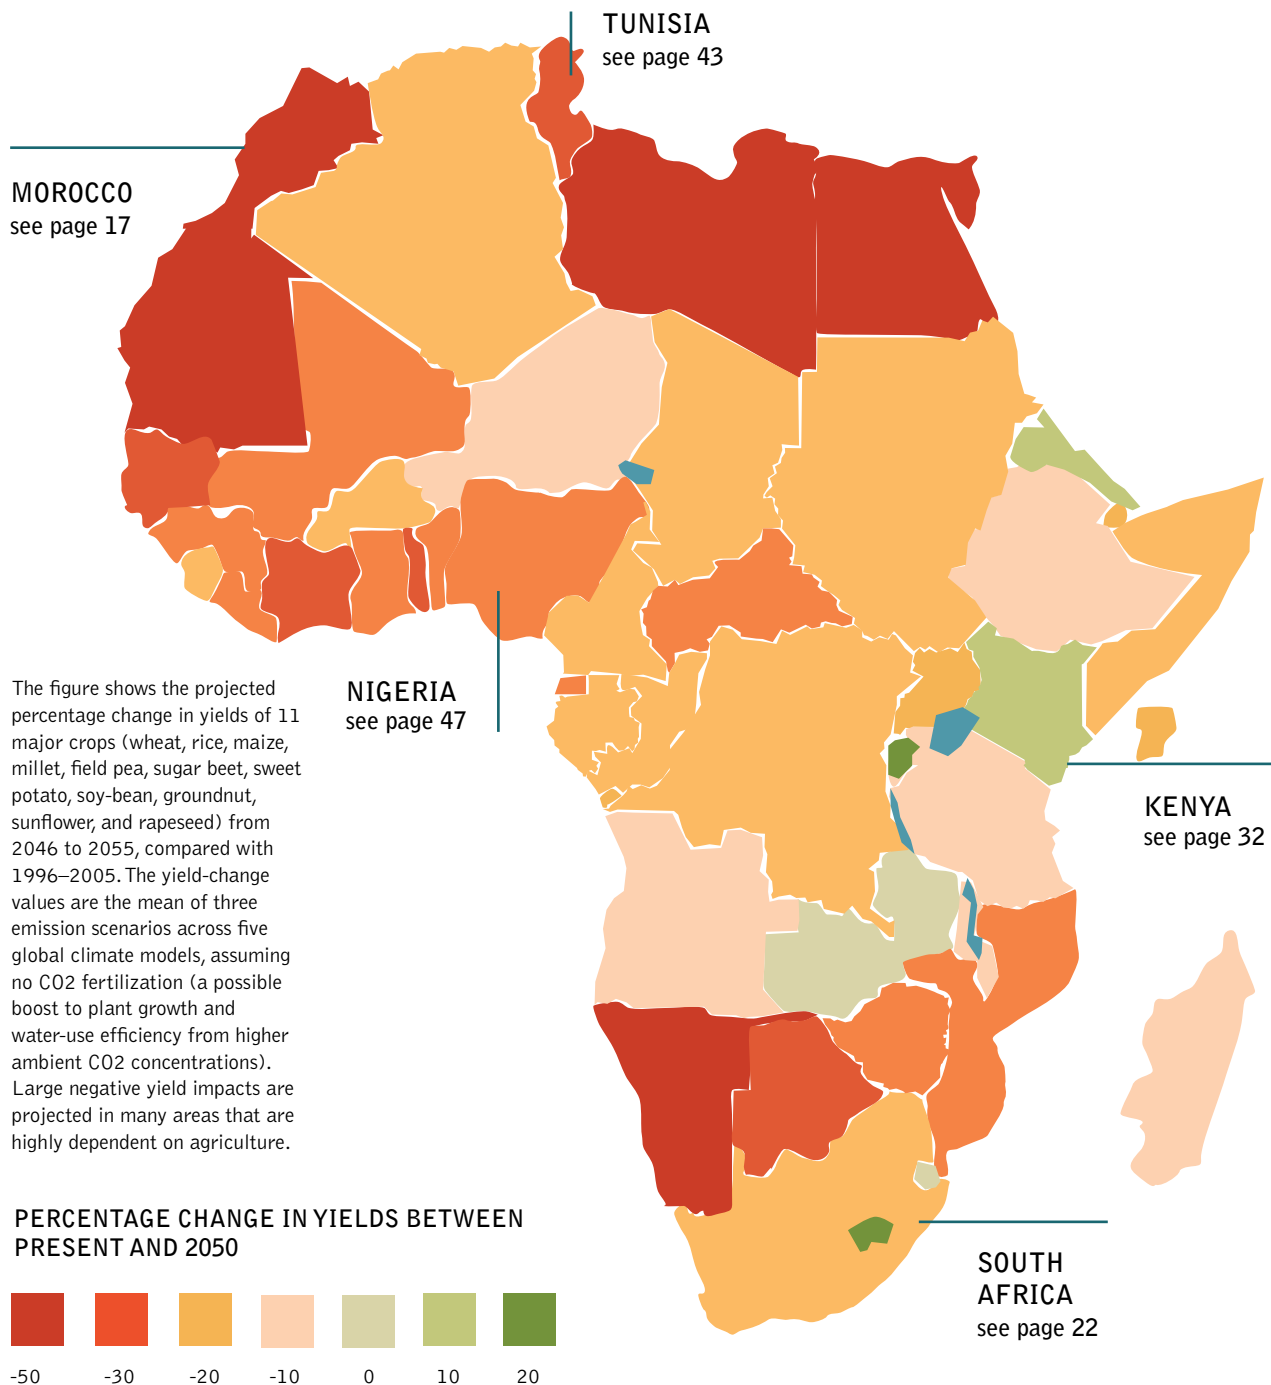 TUNISIA
see page 43
MOROCCO
see page 17
NIGERIA
see page 47
The figure shows the projected
percentage change in yields of 11
major crops (wheat, rice, maize,
millet, field pea, sugar beet, sweet
potato, soy-bean, groundnut,
sunflower, and rapeseed) from
2046 to 2055, compared with
1996–2005. The yield-change
values are the mean of three
emission scenarios across five
global climate models, assuming
no CO2 fertilization (a possible
boost to plant growth and
water-use efficiency from higher
ambient CO2 concentrations).
Large negative yield impacts are
projected in many areas that are
highly dependent on agriculture.
KENYA
see page 32
SOUTH
AFRICA
see page 22
PERCENTAGE CHANGE IN YIELDS BETWEEN
PRESENT AND 2050
-50 -30 -20 -10 0 10 20